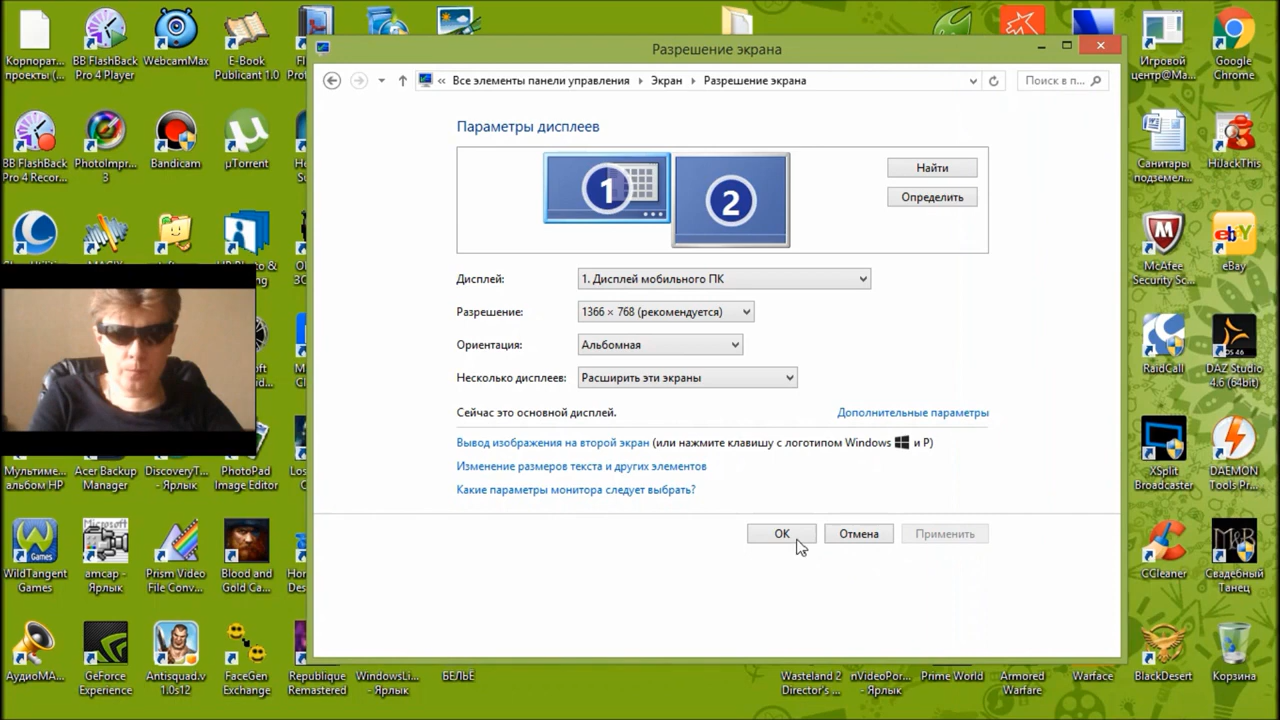 Разрешение экрана
« Все элементы панели управления › Экран › Разрешение экрана
Поиск в п...
Параметры дисплеев
1
2
Найти
Определить
Дисплей: 1. Дисплей мобильного ПК
Разрешение: 1366 × 768 (рекомендуется)
Ориентация: Альбомная
Несколько дисплеев: Расширить эти экраны
Сейчас это основной дисплей.
Дополнительные параметры
Вывод изображения на второй экран (или нажмите клавишу с логотипом Windows и P)
Изменение размеров текста и других элементов
Какие параметры монитора следует выбрать?
OK
Отмена
Применить
Корпорат...
проекты (...
BB FlashBack
Pro 4 Player
WebcamMax
E-Book
Publicant 1.0
BB FlashBack
Pro 4 Recor...
PhotoImpr...
3
Bandicam
µTorrent
Мультиме...
альбом HP
Acer Backup
Manager
DiscoveryT...
- Ярлык
PhotoPad
Image Editor
WildTangent
Games
amcap -
Ярлык
Prism Video
File Conv...
Blood and
Gold Ca...
АудиоМА...
GeForce
Experience
Antisquad.v
1.0s12
FaceGen
Exchange
Republique
Remastered
WindowsLi...
- Ярлык
БЕЛЬЁ
Wasteland 2
Director's ...
nVideoPor...
- Ярлык
Prime World
Armored
Warfare
Warface
BlackDesert
Корзина
Игровой
центр@Ma...
Google
Chrome
Санитары
подземел...
HiJackThis
McAfee
Security Sc...
eBay
RaidCall
DAZ Studio
4.6 (64bit)
XSplit
Broadcaster
DAEMON
Tools Pr...
CCleaner
Свадебный
Танец